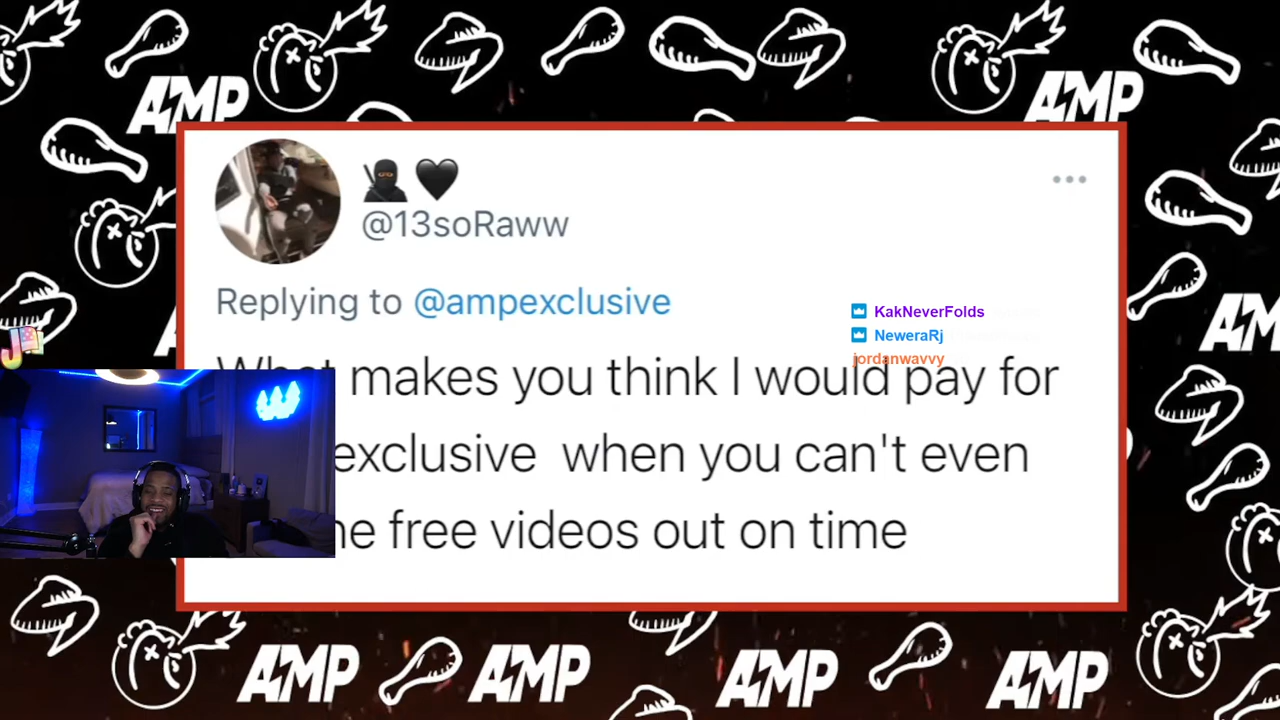 AMP
AMP
🥷🏿🖤
@13soRaww
Replying to @ampexclusive
KakNeverFolds
NeweraRj
jordanwavvy
What makes you think I would pay for
exclusive when you can't even
free videos out on time
AMP
AMP
AMP
AMP